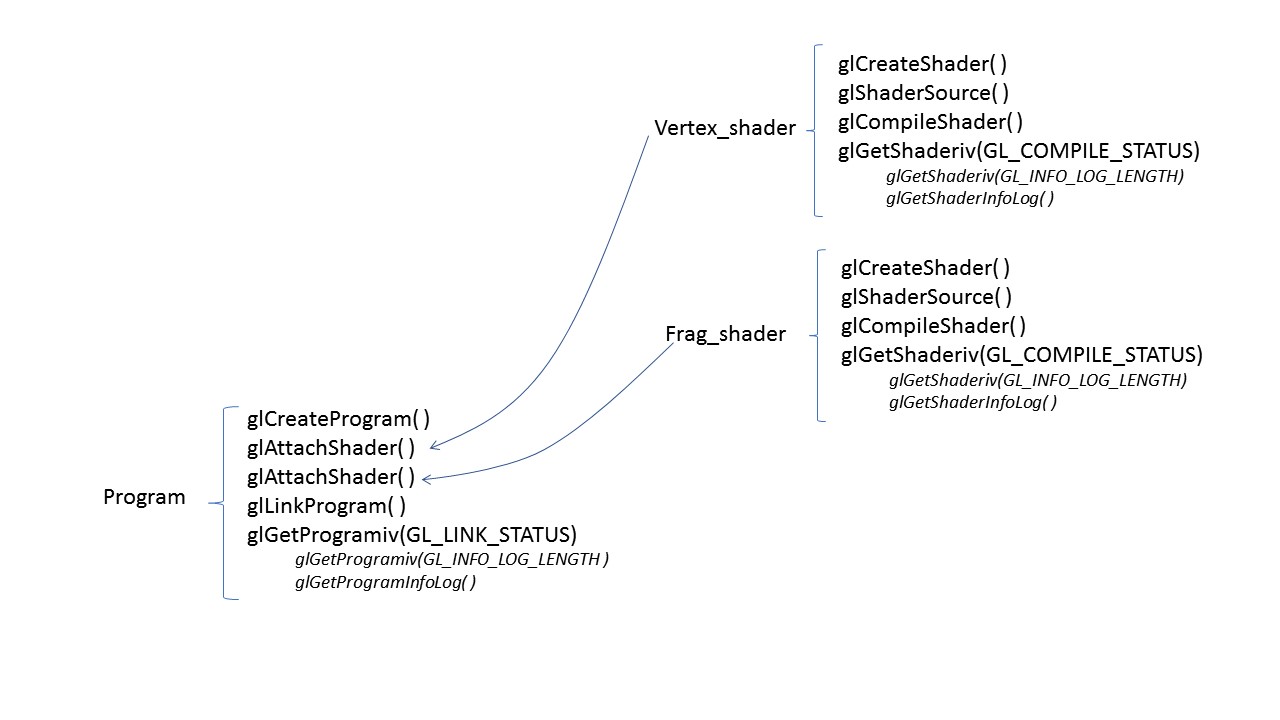 Vertex_shader
glCreateShader( )
glShaderSource( )
glCompileShader( )
glGetShaderiv(GL_COMPILE_STATUS)
glGetShaderiv(GL_INFO_LOG_LENGTH)
glGetShaderInfoLog( )
Frag_shader
glCreateShader( )
glShaderSource( )
glCompileShader( )
glGetShaderiv(GL_COMPILE_STATUS)
glGetShaderiv(GL_INFO_LOG_LENGTH)
glGetShaderInfoLog( )
Program
glCreateProgram( )
glAttachShader( )
glAttachShader( )
glLinkProgram( )
glGetProgramiv(GL_LINK_STATUS)
glGetProgramiv(GL_INFO_LOG_LENGTH )
glGetProgramInfoLog( )